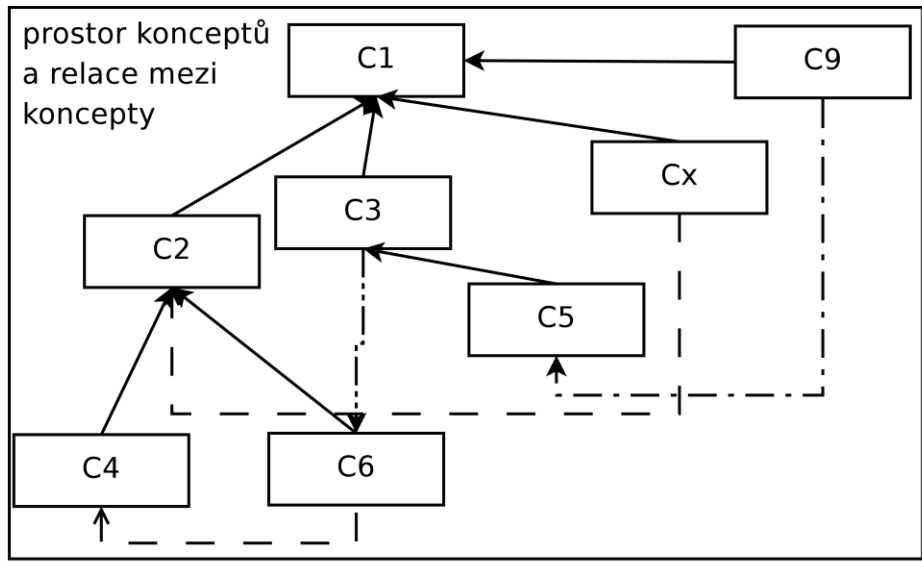 prostor konceptů
a relace mezi
koncepty
C1
C9
Cx
C3
C2
C5
C4
C6